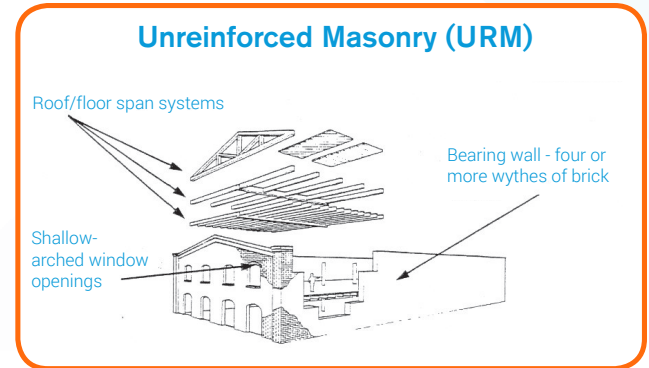 Unreinforced Masonry (URM)
Roof/floor span systems
Bearing wall - four or
more wythes of brick
Shallow-
arched window
openings